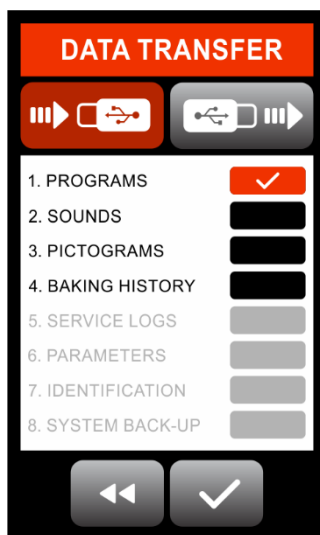 DATA TRANSFER
1. PROGRAMS
2. SOUNDS
3. PICTOGRAMS
4. BAKING HISTORY
5. SERVICE LOGS
6. PARAMETERS
7. IDENTIFICATION
8. SYSTEM BACK-UP